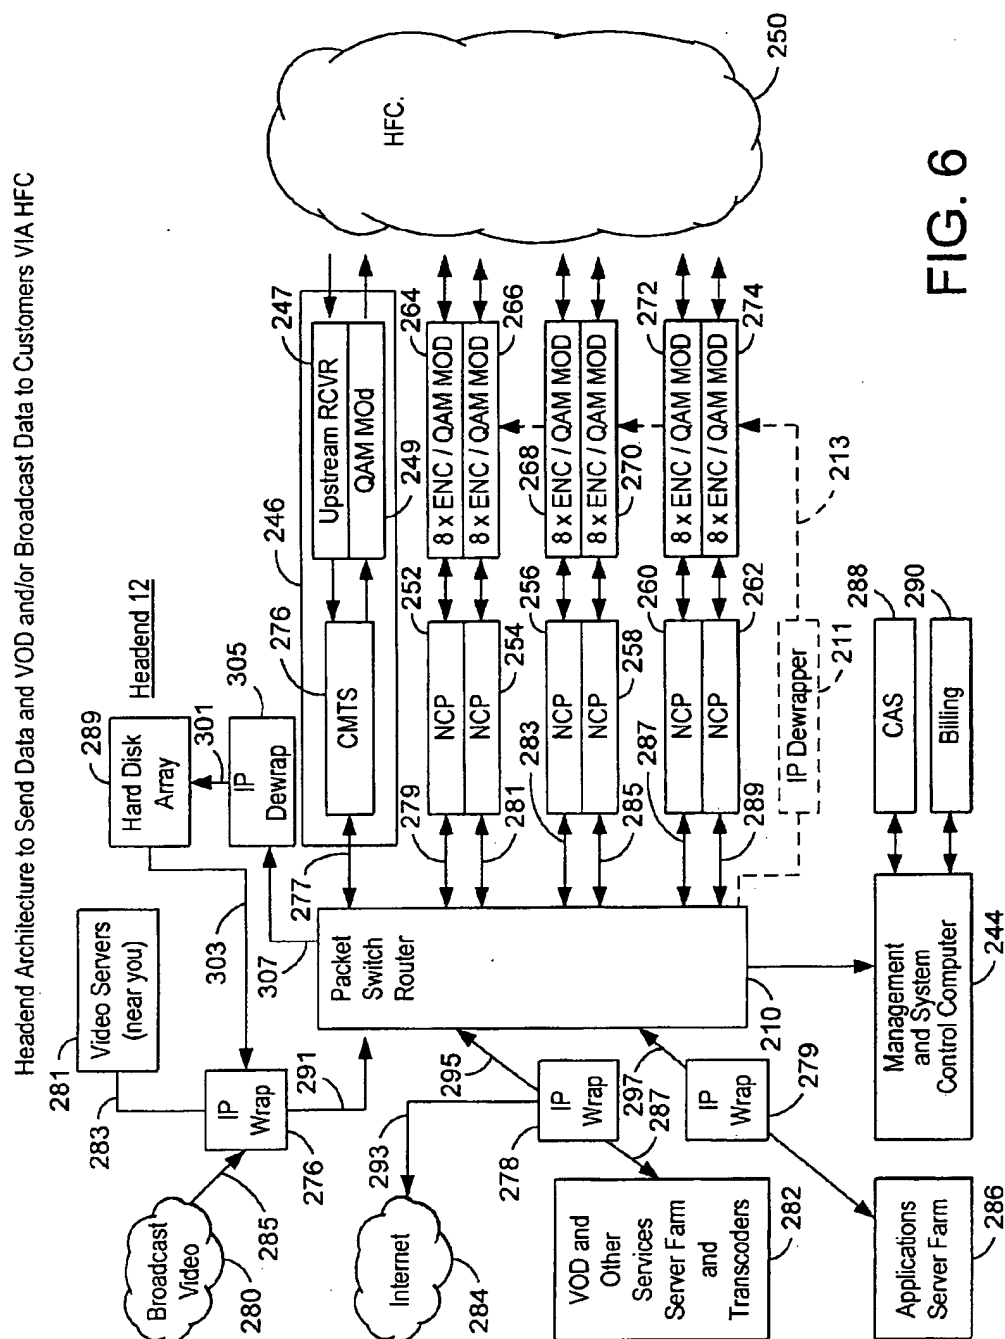 Headend Architecture to Send Data and VOD and/or Broadcast Data to Customers VIA HFC
Headend 12
281
Video Servers
(near you)
283
289
Hard Disk
Array
301
303
305
IP
Dewrap
307
Broadcast
Video
280
285
IP
Wrap
276
291
246
276
CMTS
277
247
Upstream RCVR
QAM MOd
249
HFC.
250
Packet
Switch
Router
210
279
252
NCP
NCP
254
281
264
8 x ENC / QAM MOD
8 x ENC / QAM MOD
266
283
256
NCP
NCP
258
285
268
8 x ENC / QAM MOD
8 x ENC / QAM MOD
270
287
260
NCP
NCP
262
289
272
8 x ENC / QAM MOD
8 x ENC / QAM MOD
274
213
IP Dewrapper
211
Internet
284
293
295
IP
Wrap
278
287
297
IP
Wrap
279
VOD and
Other
Services
Server Farm
and
Transcoders
282
Applications
Server Farm
286
Management
and System
Control Computer
244
CAS
288
Billing
290
FIG. 6